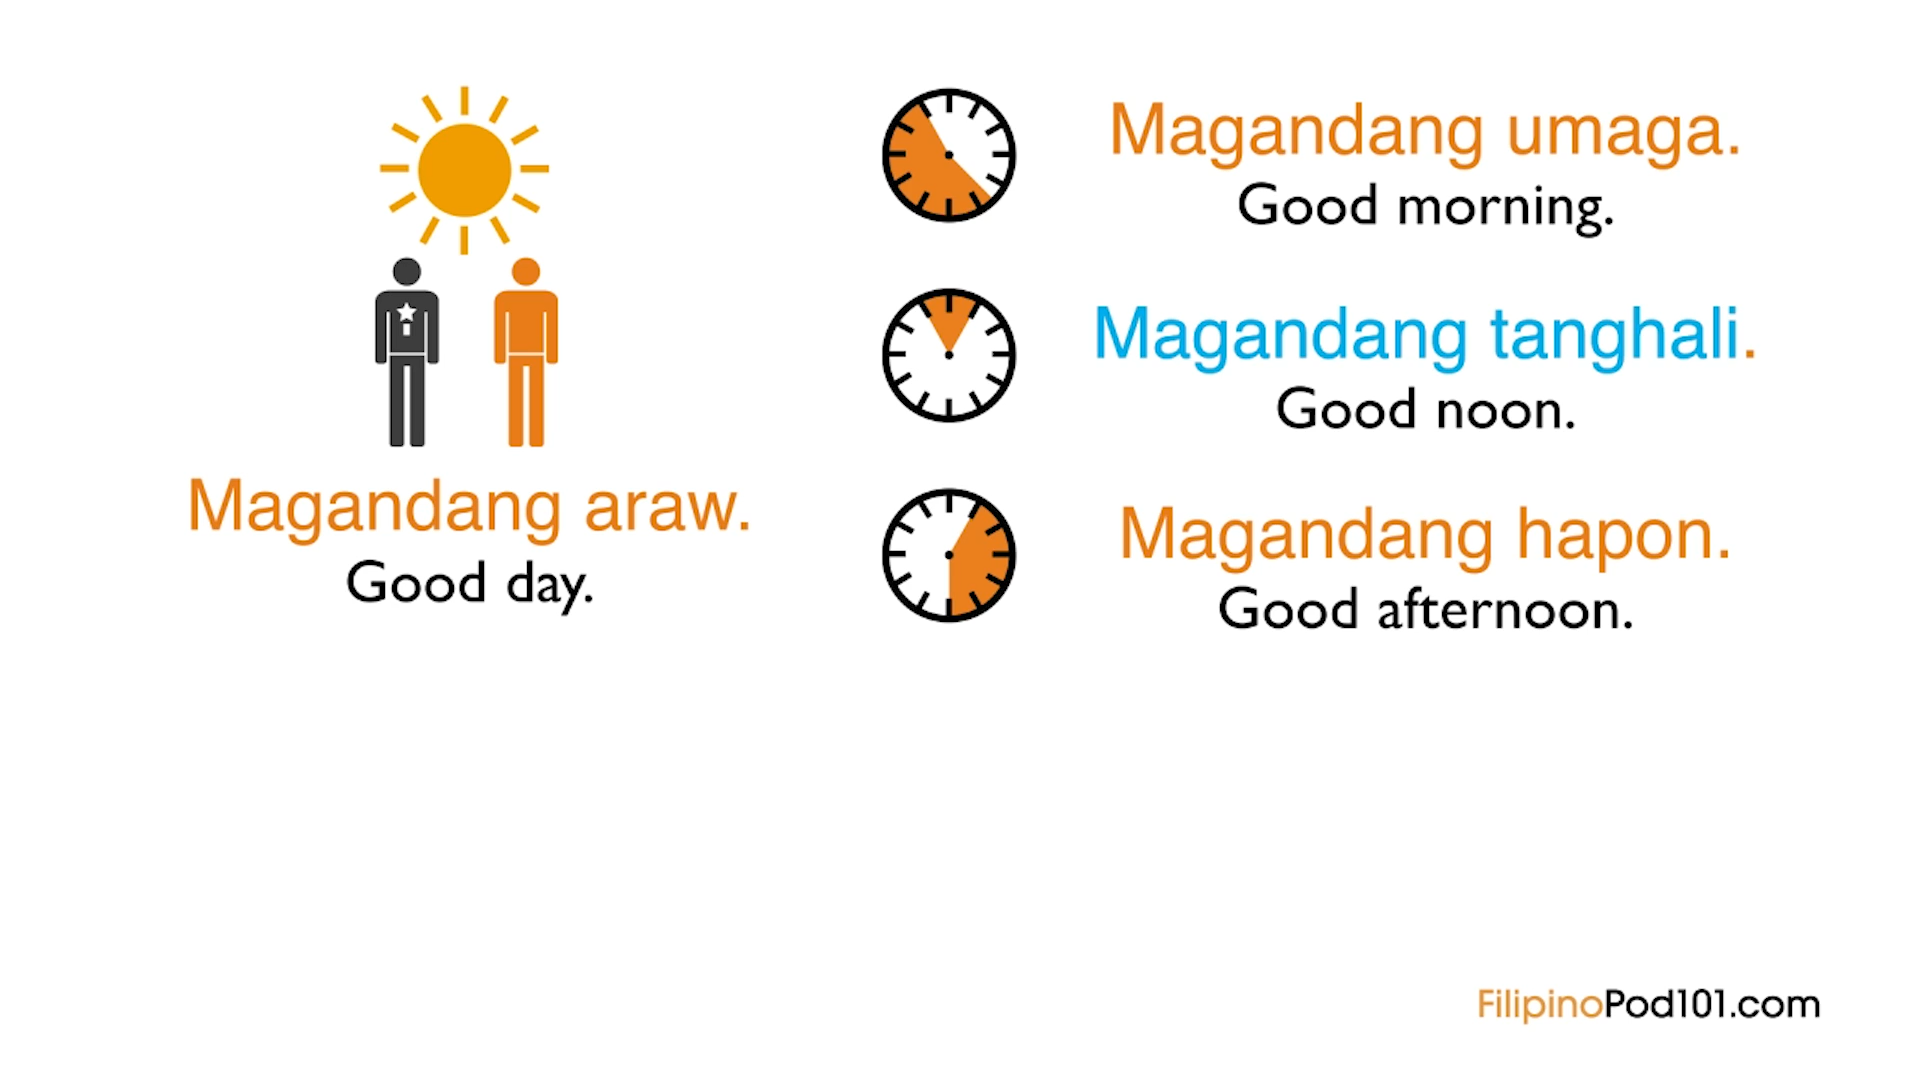 Magandang araw.
Good day.
Magandang umaga.
Good morning.
Magandang tanghali.
Good noon.
Magandang hapon.
Good afternoon.
FilipinoPod101.com